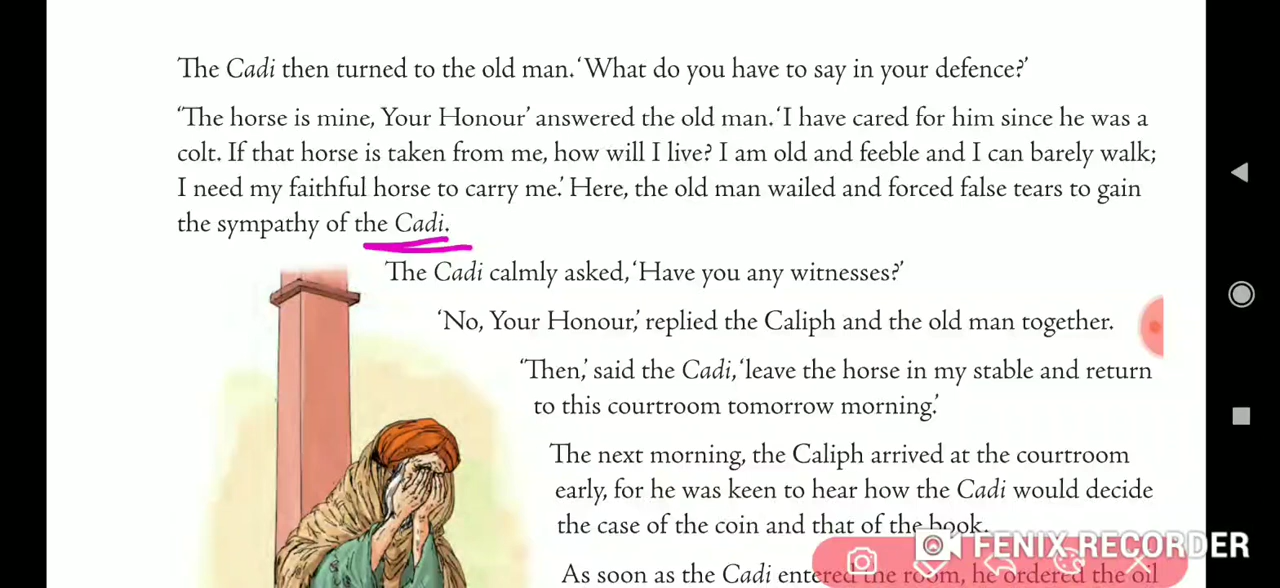 The Cadi then turned to the old man. ‘What do you have to say in your defence?’
‘The horse is mine, Your Honour’ answered the old man. ‘I have cared for him since he was a
colt. If that horse is taken from me, how will I live? I am old and feeble and I can barely walk;
I need my faithful horse to carry me.’ Here, the old man wailed and forced false tears to gain
the sympathy of the Cadi.
The Cadi calmly asked, ‘Have you any witnesses?’
‘No, Your Honour,’ replied the Caliph and the old man together.
‘Then,’ said the Cadi, ‘leave the horse in my stable and return
to this courtroom tomorrow morning.’
The next morning, the Caliph arrived at the courtroom
early, for he was keen to hear how the Cadi would decide
the case of the coin and that of the book.
FENIX RECORDER
As soon as the Cadi entered the room, he ordered the oil